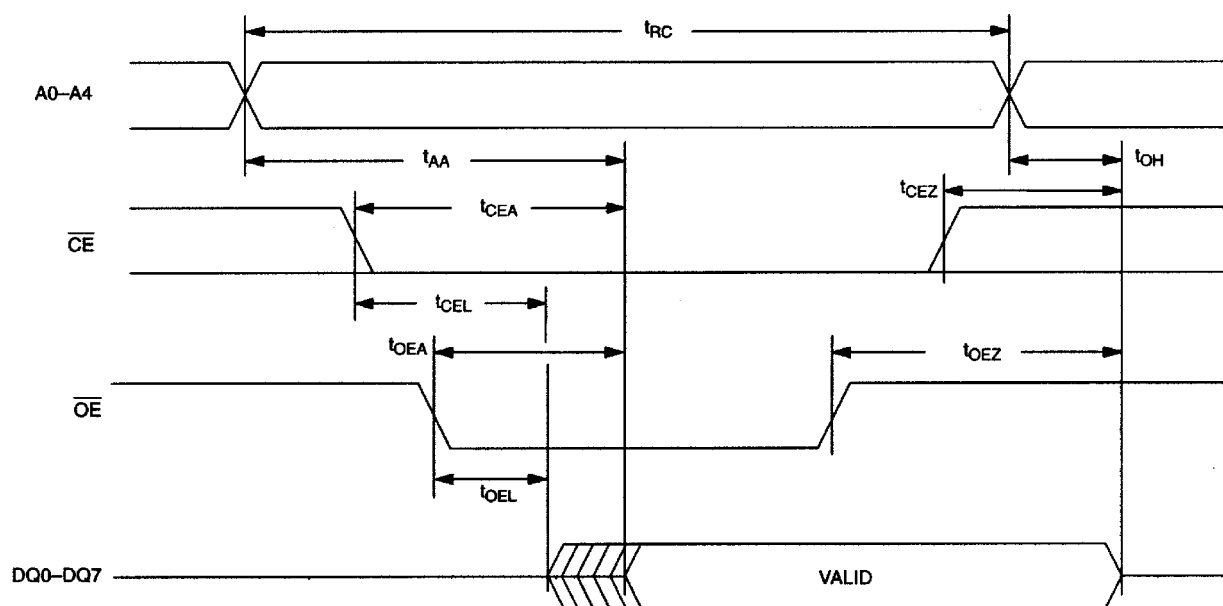 tRC
A0–A4
tAA
tOH
tCEZ
tCEA
CE
tCEL
tOEA
tOEZ
OE
tOEL
DQ0–DQ7
VALID